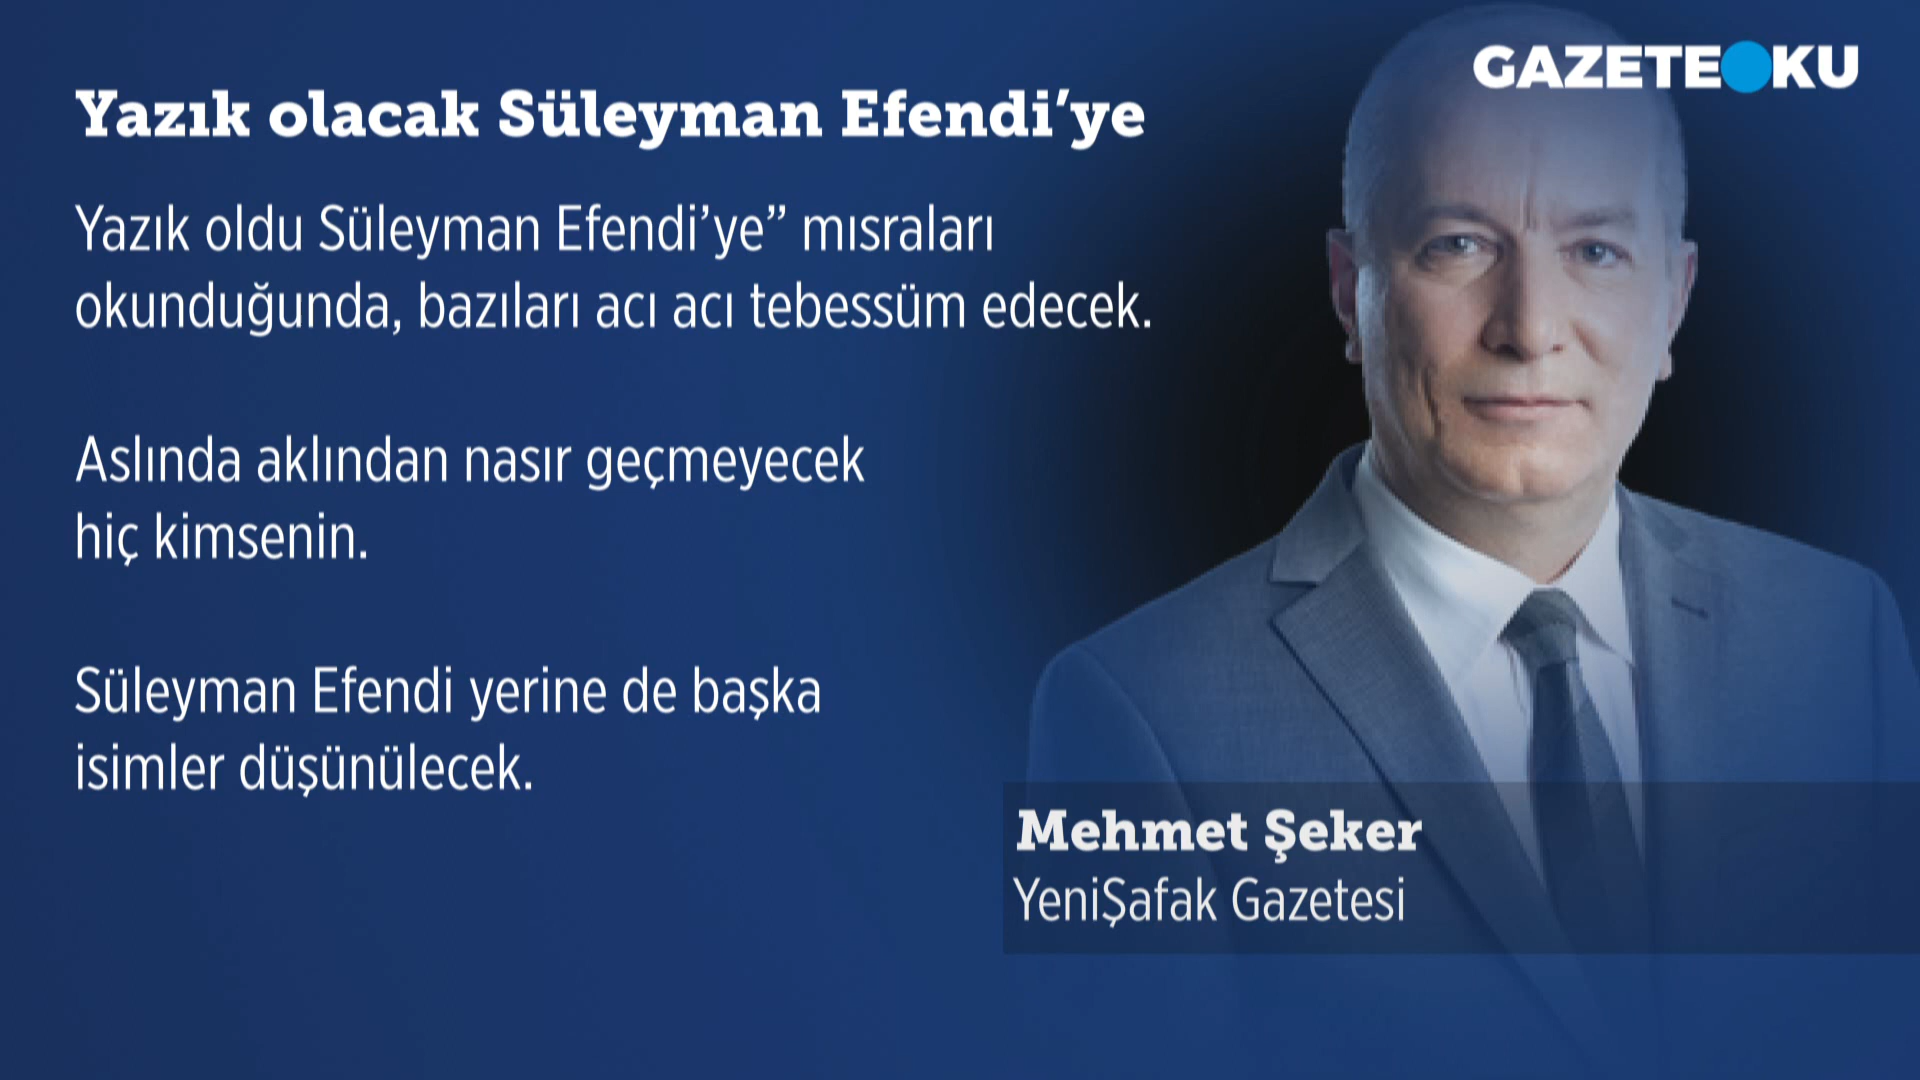 GAZETEOKU
Yazık olacak Süleyman Efendi’ye
Yazık oldu Süleyman Efendi’ye” mısraları
okunduğunda, bazıları acı acı tebessüm edecek.
Aslında aklından nasır geçmeyecek
hiç kimsenin.
Süleyman Efendi yerine de başka
isimler düşünülecek.
Mehmet Şeker
YeniŞafak Gazetesi